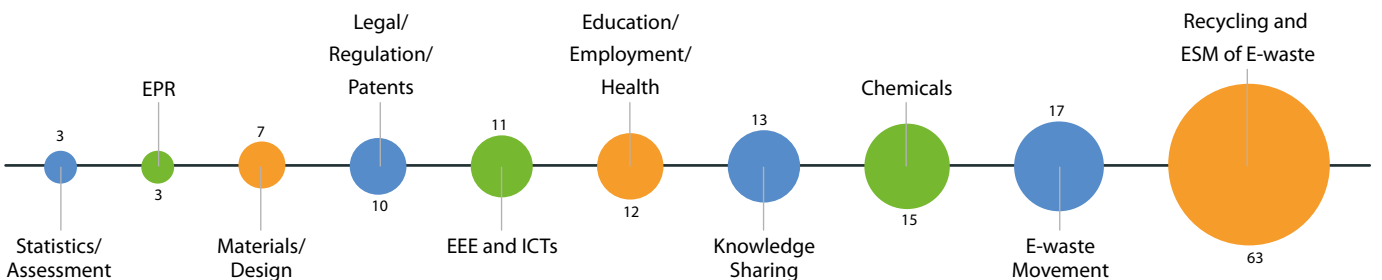 3
Statistics/
Assessment
EPR
3
7
Materials/
Design
Legal/
Regulation/
Patents
10
11
EEE and ICTs
Education/
Employment/
Health
12
13
Knowledge
Sharing
Chemicals
15
17
E-waste
Movement
Recycling and
ESM of E-waste
63